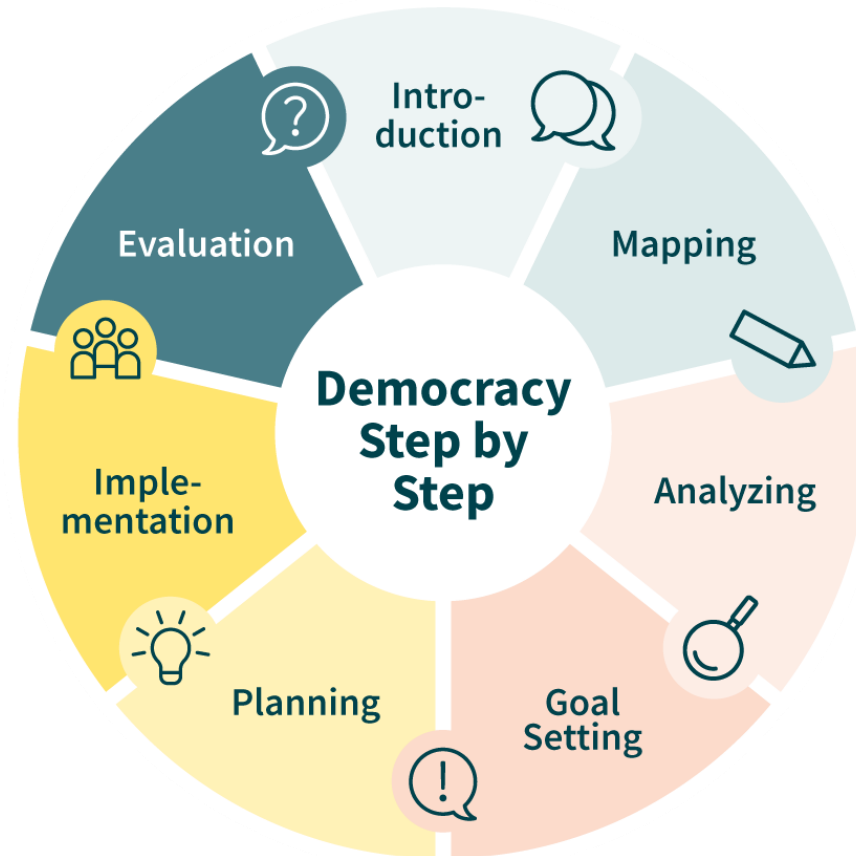 Intro-
duction
Mapping
Analyzing
Goal
Setting
Planning
Imple-
mentation
Evaluation
Democracy
Step by
Step
?
!